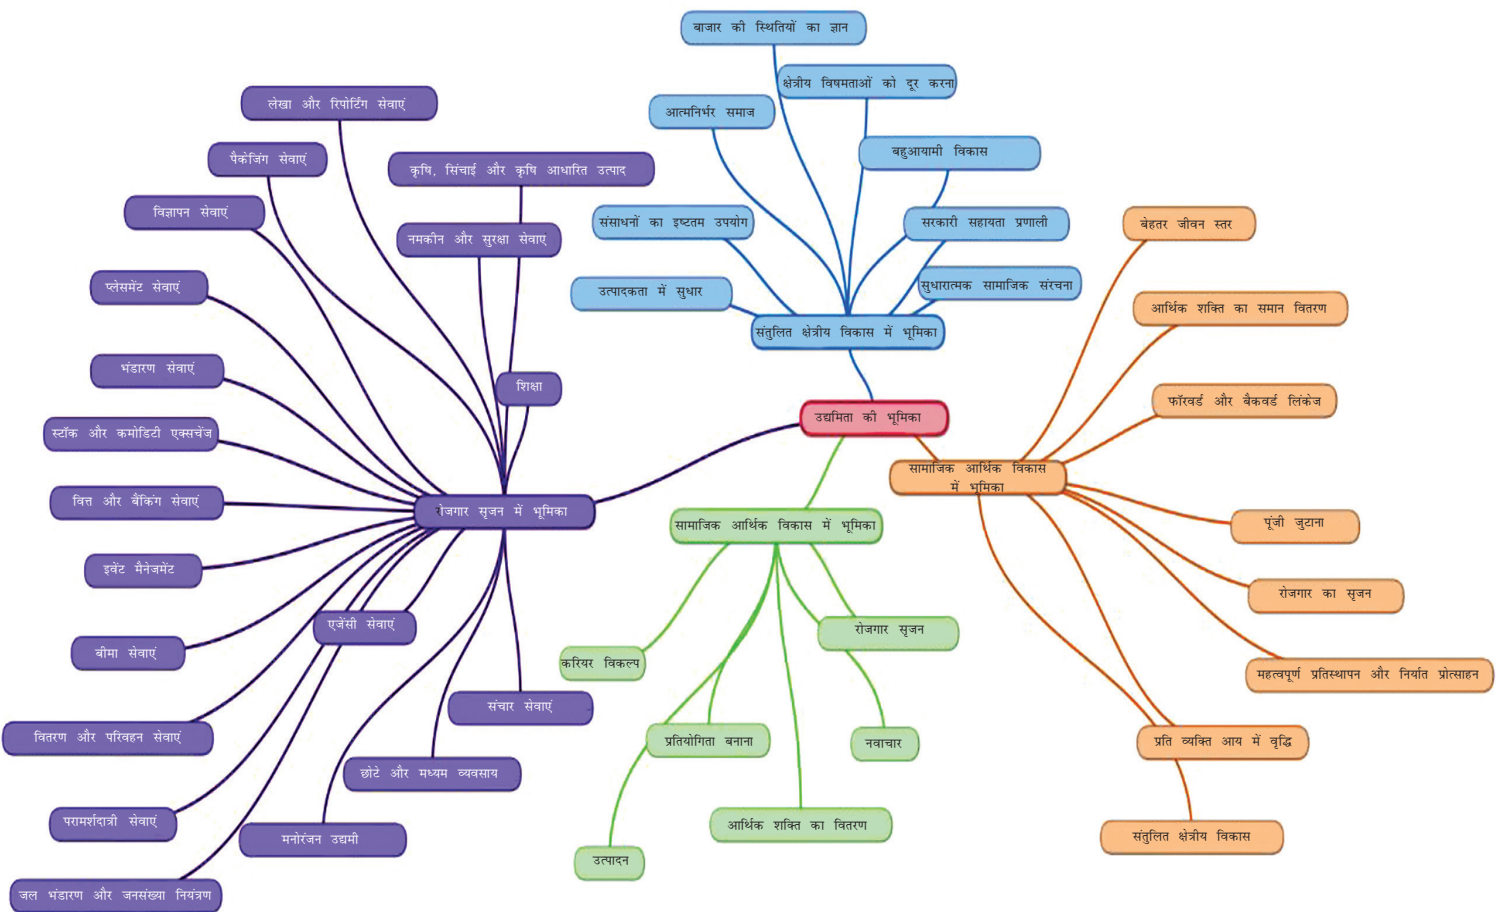 बाजार की स्थितियों का ज्ञान
क्षेत्रीय विषमताओं को दूर करना
आत्मनिर्भर समाज
बहुआयामी विकास
संसाधनों का इष्टतम उपयोग
सरकारी सहायता प्रणाली
उत्पादकता में सुधार
सुधारात्मक सामाजिक संरचना
संतुलित क्षेत्रीय विकास में भूमिका
उद्यमिता की भूमिका
लेखा और रिपोर्टिंग सेवाएं
पैकेजिंग सेवाएं
कृषि, सिंचाई और कृषि आधारित उत्पाद
विज्ञापन सेवाएं
नमकीन और सुरक्षा सेवाए
प्लेसमेंट सेवाएं
भंडारण सेवाएं
शिक्षा
स्टॉक और कमोडिटी एक्सचेंज
वित्त और बैंकिंग सेवाएं
रोजगार सृजन में भूमिका
इवेंट मैनेजमेंट
एजेंसी सेवाएं
बीमा सेवाएं
संचार सेवाएं
वितरण और परिवहन सेवाएं
छोटे और मध्यम व्यवसाय
परामर्शदात्री सेवाएं
मनोरंजन उद्यमी
जल भंडारण और जनसंख्या नियंत्रण
सामाजिक आर्थिक विकास में भूमिका
रोजगार सृजन
करियर विकल्प
प्रतियोगिता बनाना
नवाचार
आर्थिक शक्ति का वितरण
उत्पादन
बेहतर जीवन स्तर
आर्थिक शक्ति का समान वितरण
फॉरवर्ड और बैकवर्ड लिंकेज
सामाजिक आर्थिक विकास
में भूमिका
पूंजी जुटाना
रोजगार का सृजन
महत्वपूर्ण प्रतिस्थापन और निर्यात प्रोत्साहन
प्रति व्यक्ति आय में वृद्धि
संतुलित क्षेत्रीय विकास